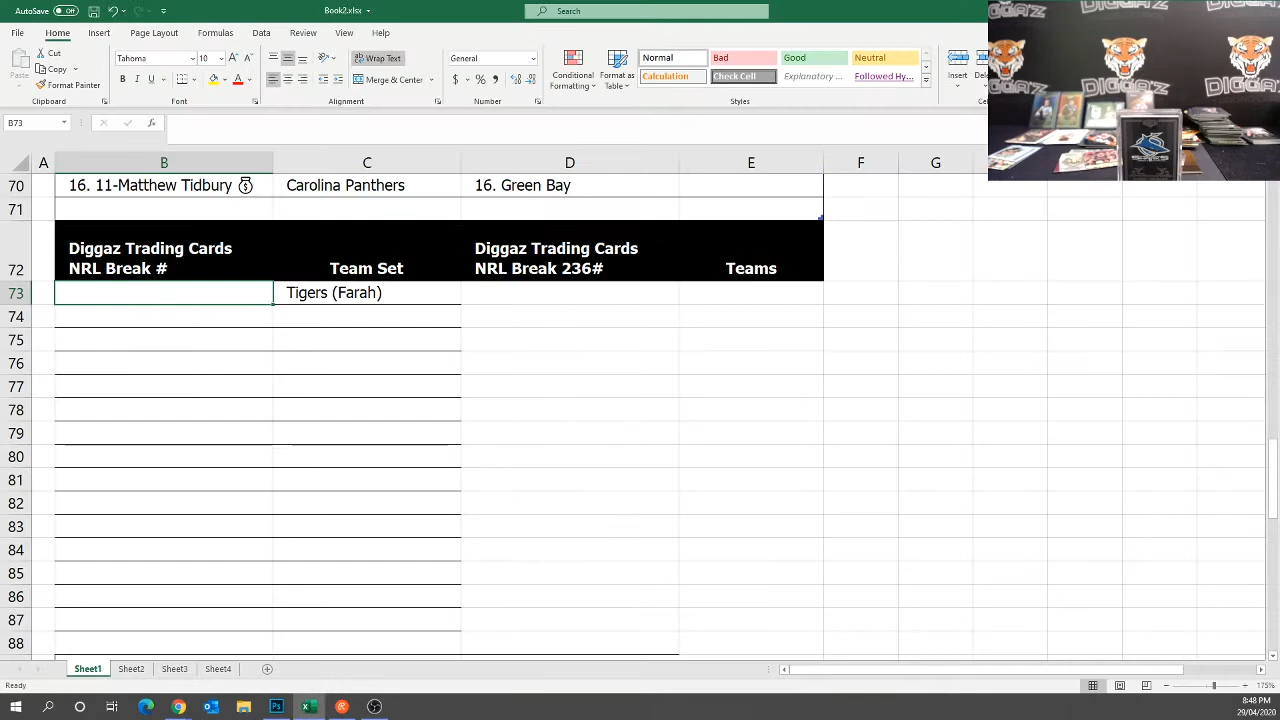 AutoSave Off Book2.xlsx Search
File Home Insert Page Layout Formulas Data Review View Help
Paste Cut Copy Format Painter Clipboard
Tahoma 10 B I U Font
Wrap Text Merge & Center Alignment
General $ % Number
Conditional Formatting Format as Table
Normal Bad Good Neutral
Calculation Check Cell Explanatory ... Followed Hy...
Styles
Insert
B73
A B C D E F G
70 16. 11-Matthew Tidbury Carolina Panthers 16. Green Bay
71
72 Diggaz Trading Cards NRL Break # Team Set Diggaz Trading Cards NRL Break 236# Teams
73 Tigers (Farah)
74
75
76
77
78
79
80
81
82
83
84
85
86
87
88
Sheet1 Sheet2 Sheet3 Sheet4
Ready 175%
8:48 PM
29/04/2020
DIGGAZ